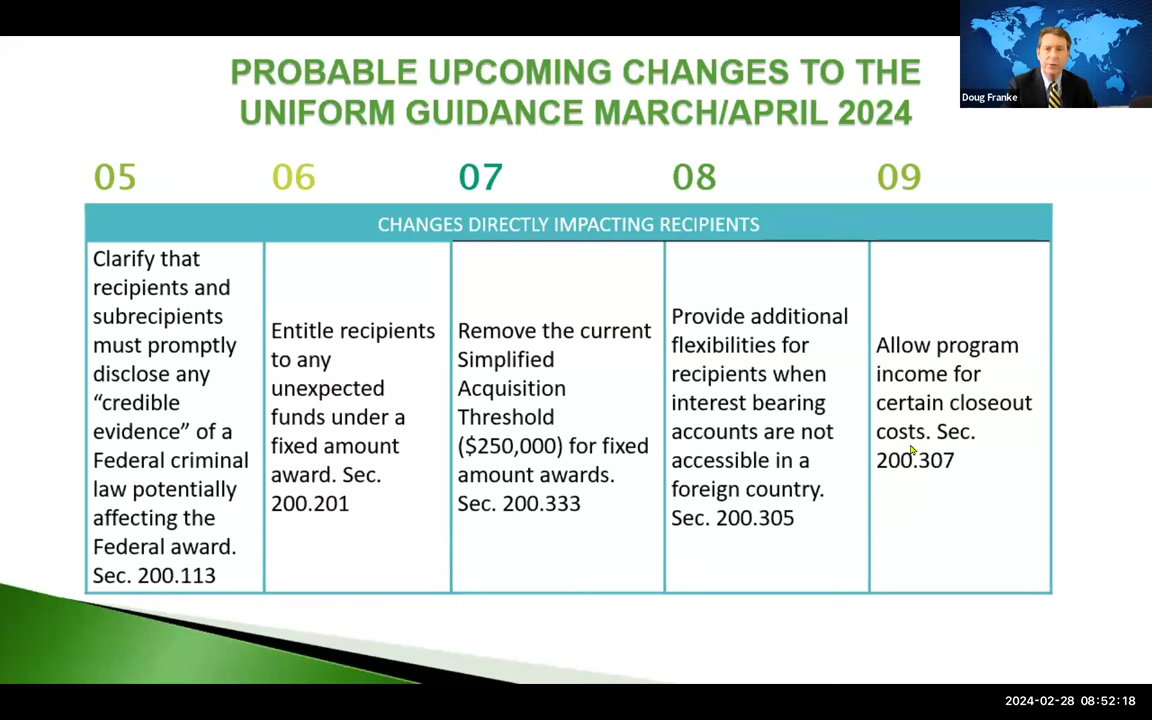 PROBABLE UPCOMING CHANGES TO THE
UNIFORM GUIDANCE MARCH/APRIL 2024
Doug Franke
05
06
07
08
09
CHANGES DIRECTLY IMPACTING RECIPIENTS
Clarify that
recipients and
subrecipients
must promptly
disclose any
“credible
evidence” of a
Federal criminal
law potentially
affecting the
Federal award.
Sec. 200.113
Entitle recipients
to any
unexpected
funds under a
fixed amount
award. Sec.
200.201
Remove the current
Simplified
Acquisition
Threshold
($250,000) for fixed
amount awards.
Sec. 200.333
Provide additional
flexibilities for
recipients when
interest bearing
accounts are not
accessible in a
foreign country.
Sec. 200.305
Allow program
income for
certain closeout
costs. Sec.
200.307
2024-02-28 08:52:18